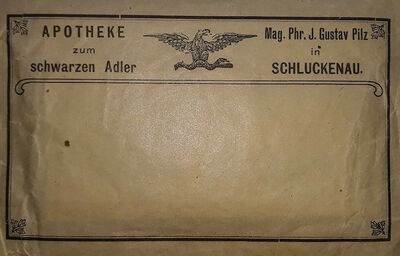 APOTHEKE
zum
schwarzen Adler
Mag. Phr. J. Gustav Pilz
in
SCHLUCKENAU.